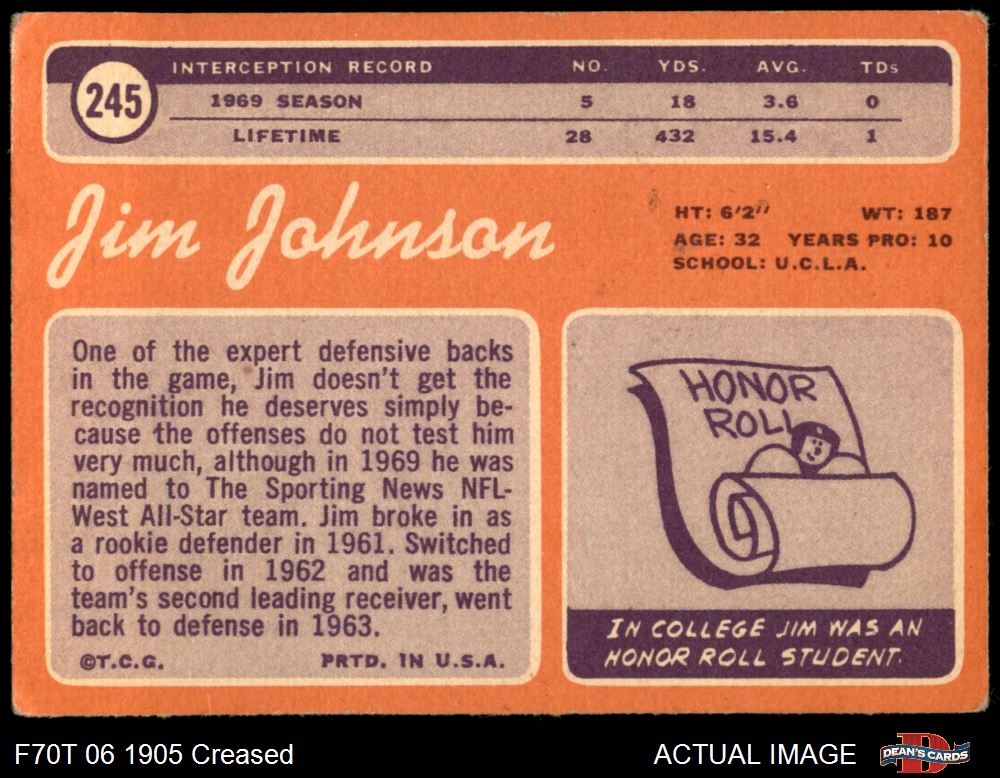 245
INTERCEPTION RECORD NO. YDS. AVG. TDs
1969 SEASON 5 18 3.6 0
LIFETIME 28 432 15.4 1
Jim Johnson
HT: 6'2" WT: 187
AGE: 32 YEARS PRO: 10
SCHOOL: U.C.L.A.
One of the expert defensive backs
in the game, Jim doesn't get the
recognition he deserves simply be-
cause the offenses do not test him
very much, although in 1969 he was
named to The Sporting News NFL-
West All-Star team. Jim broke in as
a rookie defender in 1961. Switched
to offense in 1962 and was the
team's second leading receiver, went
back to defense in 1963.
©T.C.G. PRTD. IN U.S.A.
HONOR
ROLL
IN COLLEGE JIM WAS AN
HONOR ROLL STUDENT.
F70T 06 1905 Creased
ACTUAL IMAGE
D
DEAN'S CARDS